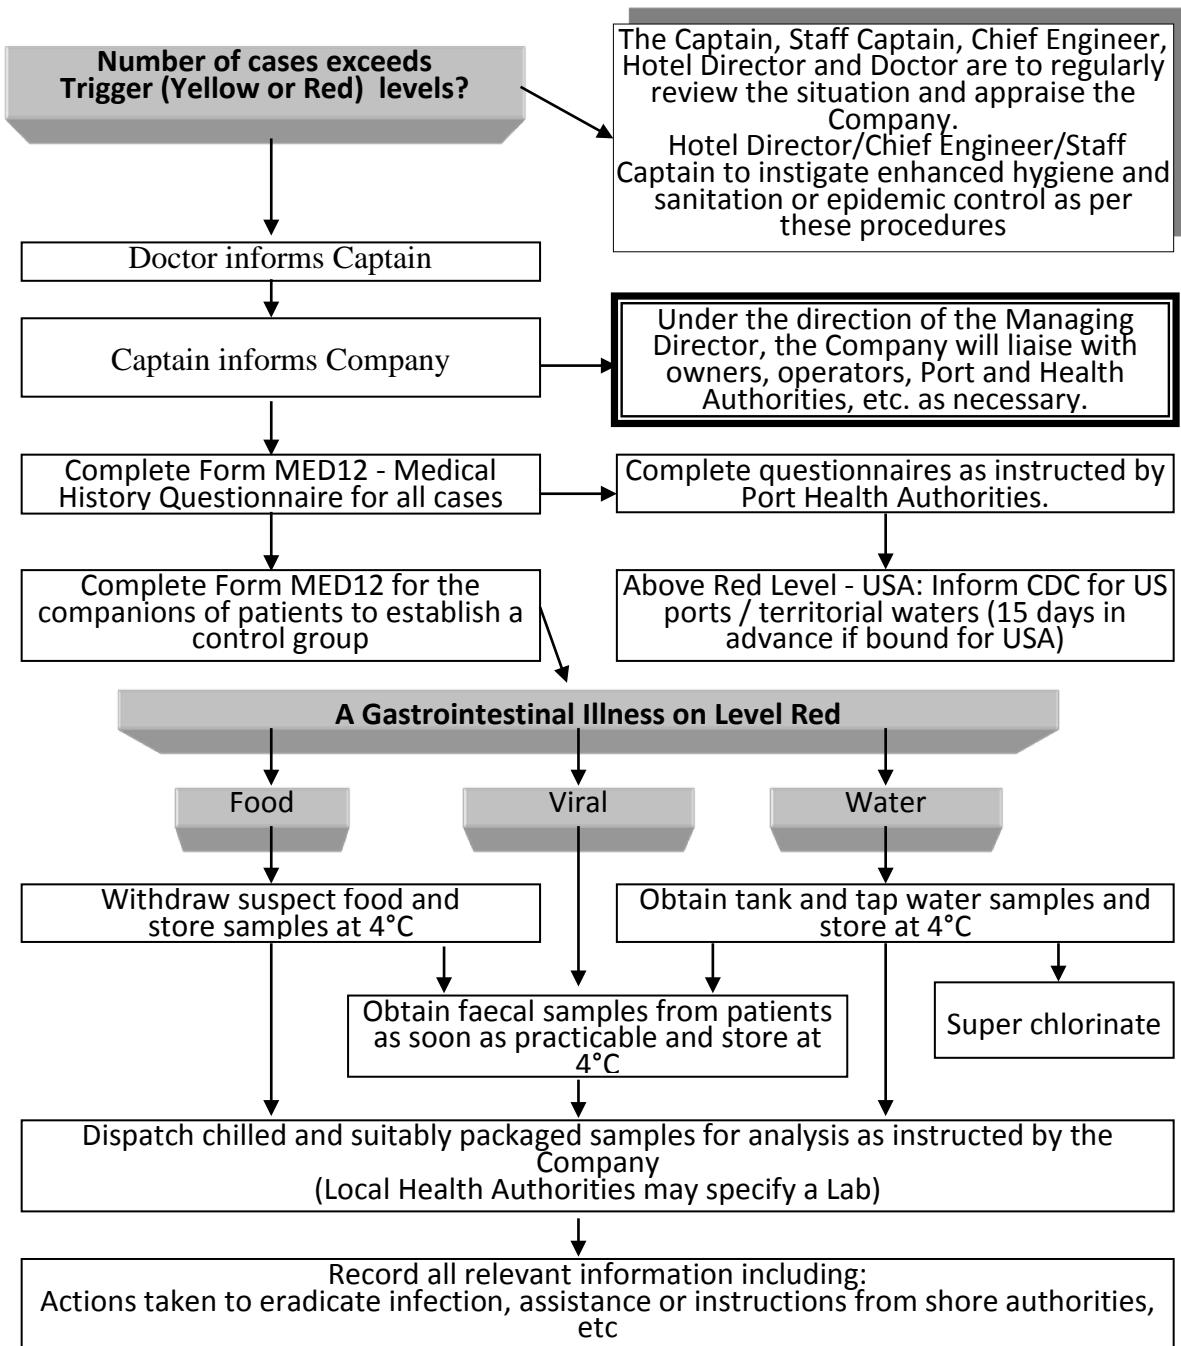 Number of cases exceeds
Trigger (Yellow or Red) levels?
The Captain, Staff Captain, Chief Engineer,
Hotel Director and Doctor are to regularly
review the situation and appraise the
Company.
Hotel Director/Chief Engineer/Staff
Captain to instigate enhanced hygiene and
sanitation or epidemic control as per
these procedures
Doctor informs Captain
Captain informs Company
Under the direction of the Managing
Director, the Company will liaise with
owners, operators, Port and Health
Authorities, etc. as necessary.
Complete Form MED12 - Medical
History Questionnaire for all cases
Complete questionnaires as instructed by
Port Health Authorities.
Complete Form MED12 for the
companions of patients to establish a
control group
Above Red Level - USA: Inform CDC for US
ports / territorial waters (15 days in
advance if bound for USA)
A Gastrointestinal Illness on Level Red
Food
Viral
Water
Withdraw suspect food and
store samples at 4°C
Obtain tank and tap water samples and
store at 4°C
Obtain faecal samples from patients
as soon as practicable and store at
4°C
Super chlorinate
Dispatch chilled and suitably packaged samples for analysis as instructed by the
Company
(Local Health Authorities may specify a Lab)
Record all relevant information including:
Actions taken to eradicate infection, assistance or instructions from shore authorities,
etc